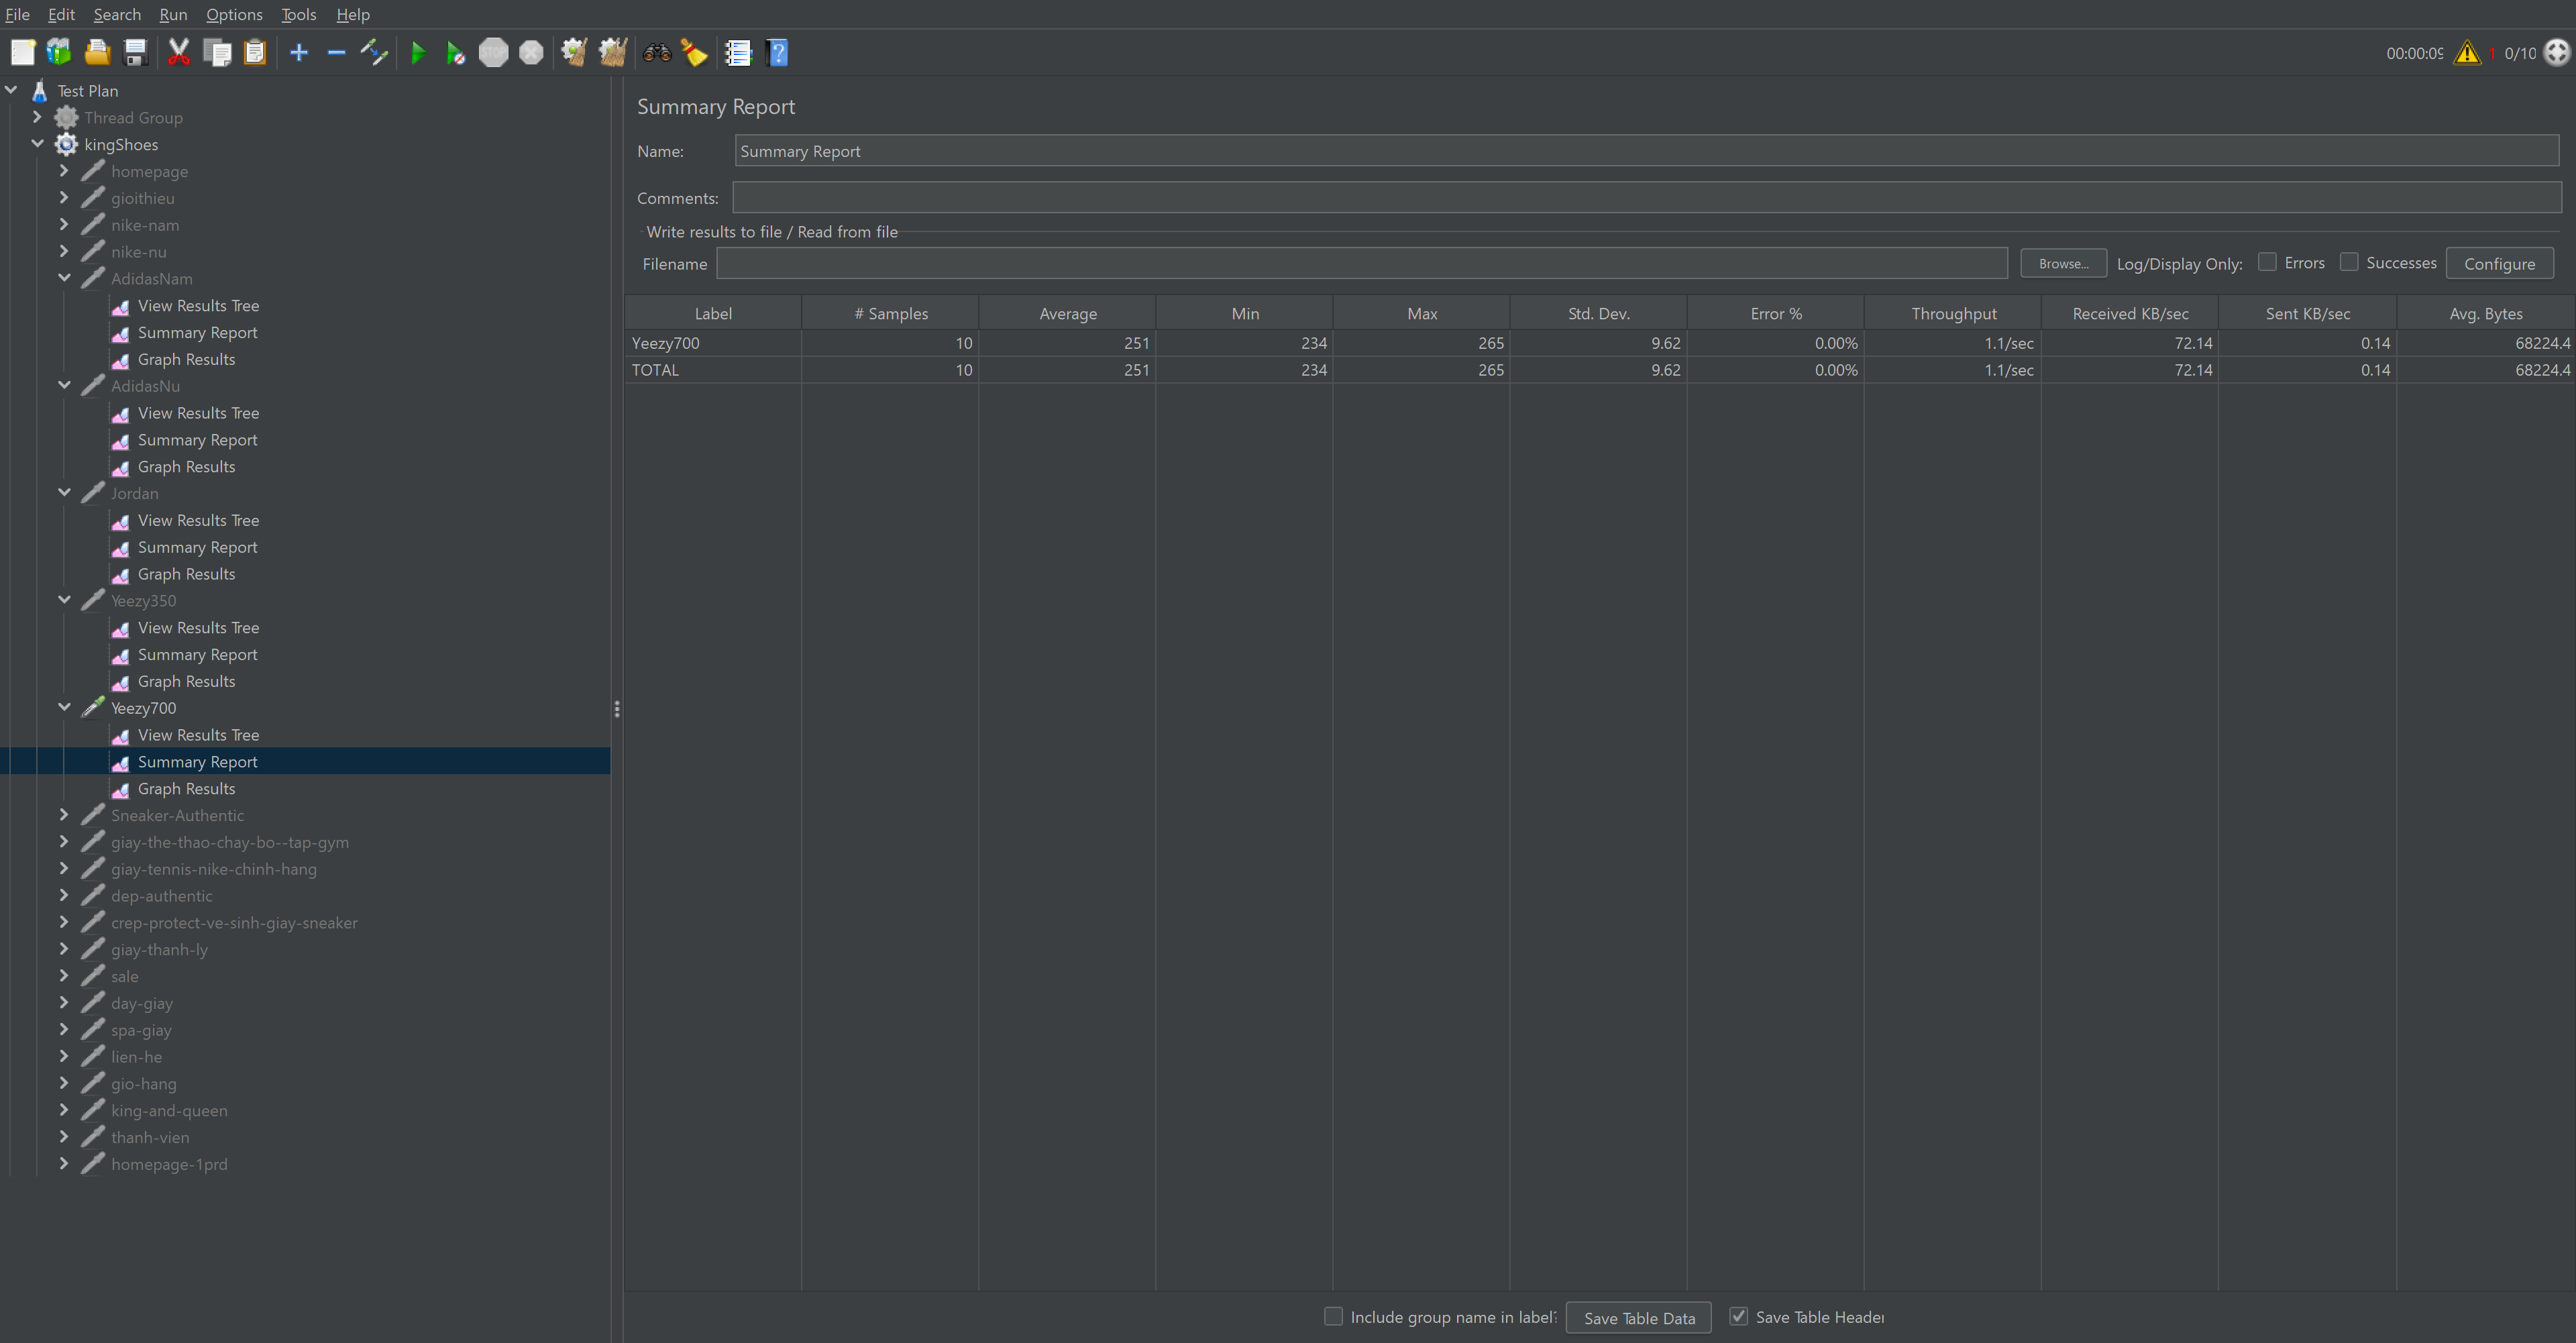 File Edit Search Run Options Tools Help
00:00:09 1 0/10
Test Plan
Thread Group
kingShoes
homepage
gioithieu
nike-nam
nike-nu
AdidasNam
View Results Tree
Summary Report
Graph Results
AdidasNu
View Results Tree
Summary Report
Graph Results
Jordan
View Results Tree
Summary Report
Graph Results
Yeezy350
View Results Tree
Summary Report
Graph Results
Yeezy700
View Results Tree
Summary Report
Graph Results
Sneaker-Authentic
giay-the-thao-chay-bo--tap-gym
giay-tennis-nike-chinh-hang
dep-authentic
crep-protect-ve-sinh-giay-sneaker
giay-thanh-ly
sale
day-giay
spa-giay
lien-he
gio-hang
king-and-queen
thanh-vien
homepage-1prd
Summary Report
Name: Summary Report
Comments:
Write results to file / Read from file
Filename Browse... Log/Display Only: Errors Successes Configure
Label # Samples Average Min Max Std. Dev. Error % Throughput Received KB/sec Sent KB/sec Avg. Bytes
Yeezy700 10 251 234 265 9.62 0.00% 1.1/sec 72.14 0.14 68224.4
TOTAL 10 251 234 265 9.62 0.00% 1.1/sec 72.14 0.14 68224.4
Include group name in label? Save Table Data Save Table Header